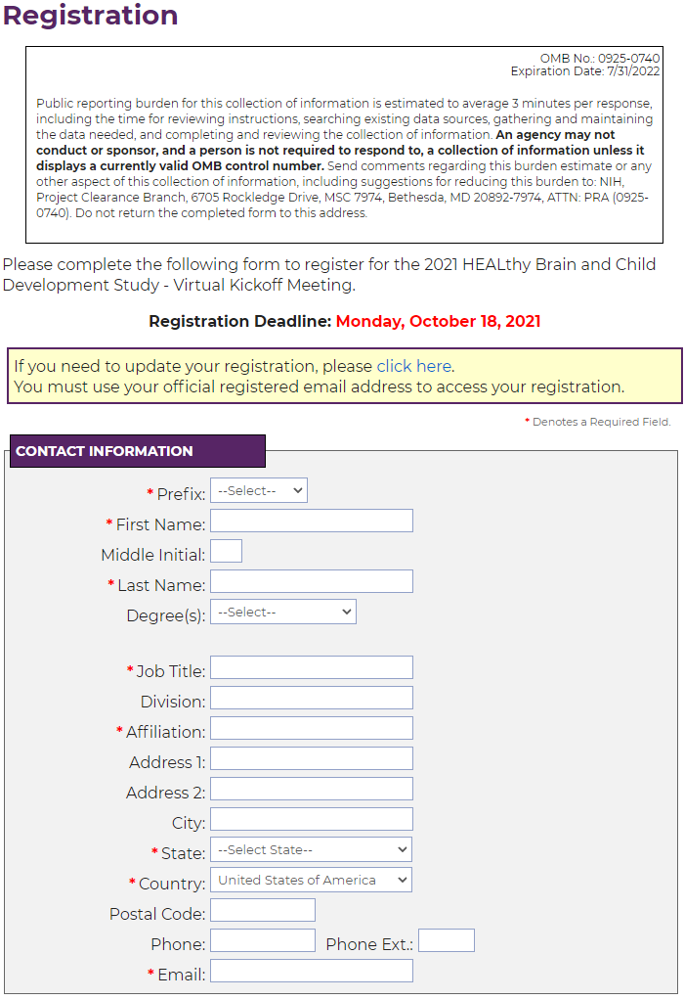 Registration
OMB No.: 0925-0740
Expiration Date: 7/31/2022
Public reporting burden for this collection of information is estimated to average 3 minutes per response,
including the time for reviewing instructions, searching existing data sources, gathering and maintaining
the data needed, and completing and reviewing the collection of information. An agency may not
conduct or sponsor, and a person is not required to respond to, a collection of information unless it
displays a currently valid OMB control number. Send comments regarding this burden estimate or any
other aspect of this collection of information, including suggestions for reducing this burden to: NIH,
Project Clearance Branch, 6705 Rockledge Drive, MSC 7974, Bethesda, MD 20892-7974, ATTN: PRA (0925-
0740). Do not return the completed form to this address.
Please complete the following form to register for the 2021 HEALthy Brain and Child
Development Study - Virtual Kickoff Meeting.
Registration Deadline: Monday, October 18, 2021
If you need to update your registration, please click here.
You must use your official registered email address to access your registration.
* Denotes a Required Field.
CONTACT INFORMATION
* Prefix: --Select--
* First Name:
Middle Initial:
* Last Name:
Degree(s): --Select--
* Job Title:
Division:
* Affiliation:
Address 1:
Address 2:
City:
* State: --Select State--
* Country: United States of America
Postal Code:
Phone: Phone Ext.:
* Email: